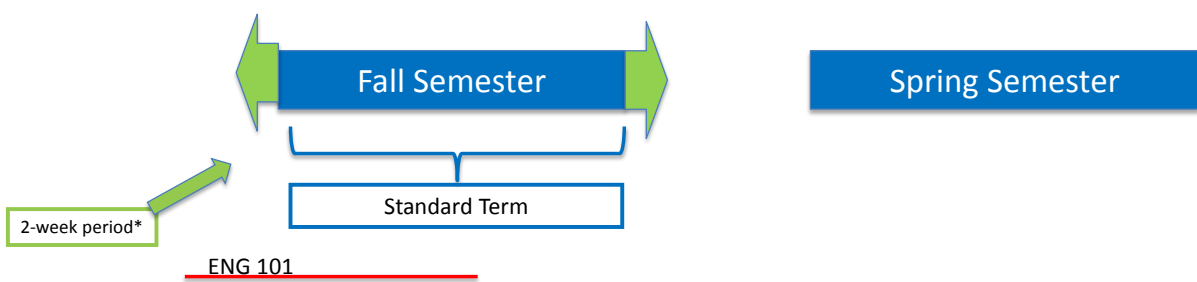 Fall Semester
Spring Semester
Standard Term
2-week period*
ENG 101